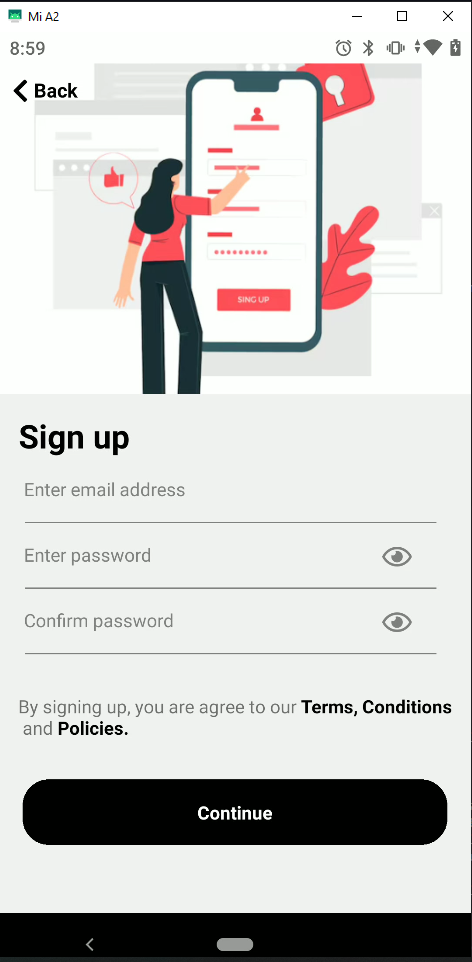 Mi A2
8:59
Back
SING UP
Sign up
Enter email address
Enter password
Confirm password
By signing up, you are agree to our Terms, Conditions
and Policies.
Continue